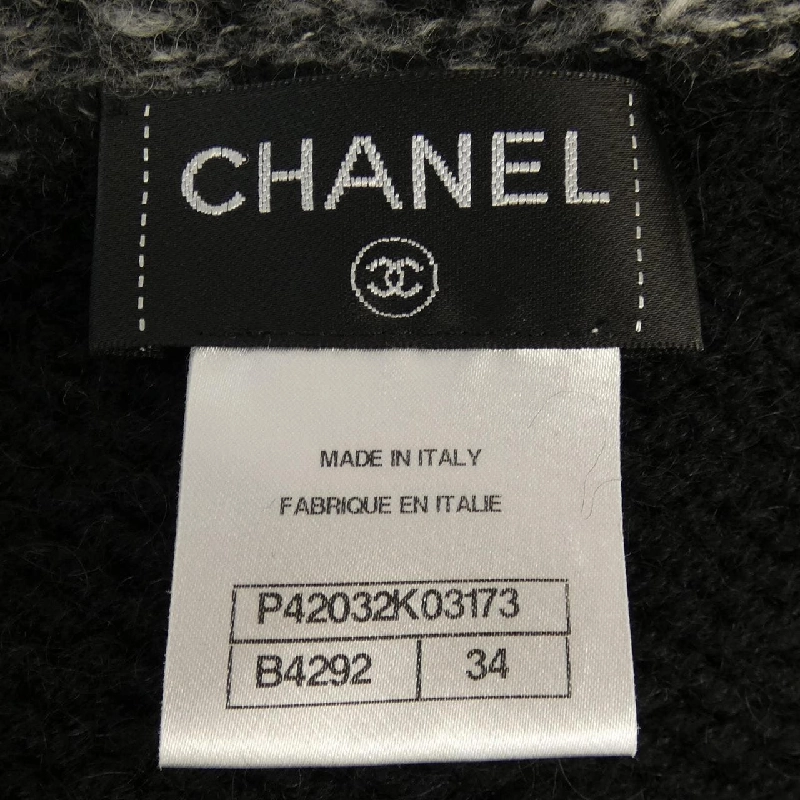 CHANEL
MADE IN ITALY
FABRIQUE EN ITALIE
P42032K03173
B4292 34